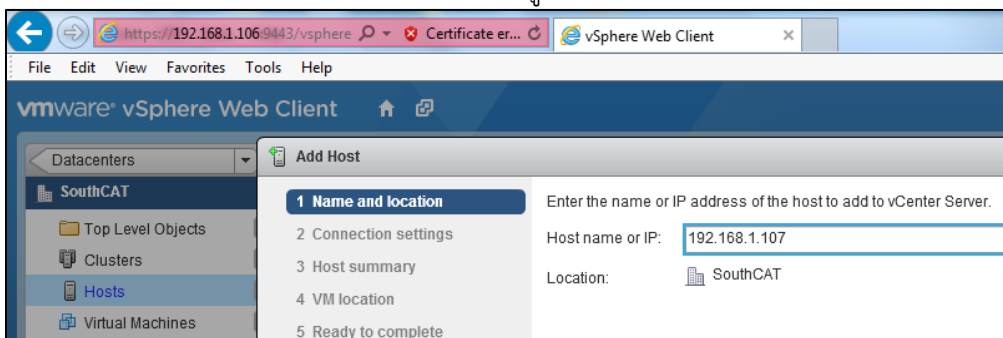 https://192.168.1.106:9443/vsphere
Certificate er...
vSphere Web Client
File Edit View Favorites Tools Help
vmware® vSphere Web Client
Datacenters
Add Host
SouthCAT
1 Name and location
Enter the name or IP address of the host to add to vCenter Server.
Top Level Objects
2 Connection settings
Host name or IP: 192.168.1.107
Clusters
3 Host summary
Location: SouthCAT
Hosts
4 VM location
Virtual Machines
5 Ready to complete